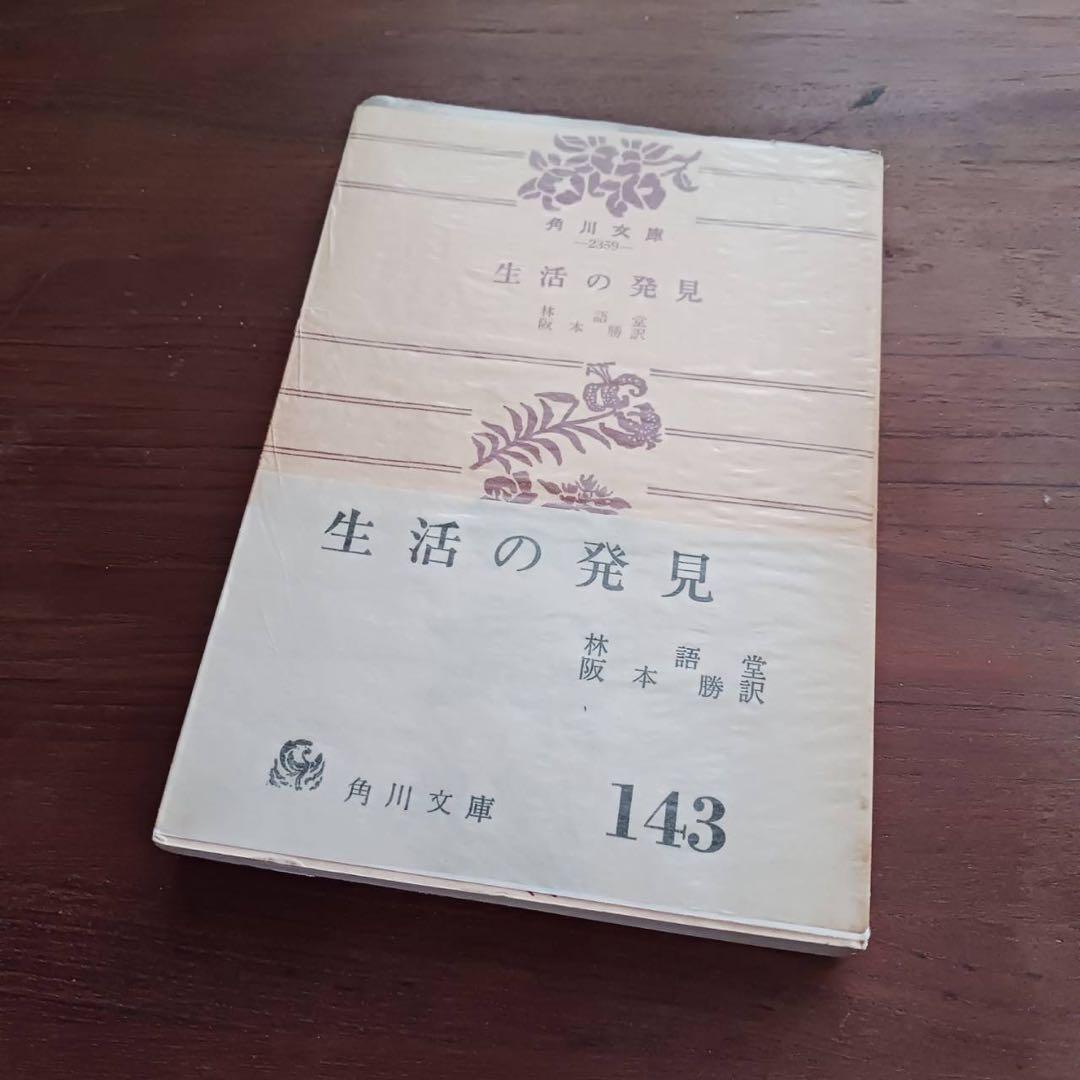 角川文庫
—2359—
生活の発見
林語堂
阪本勝訳
生活の発見
林語堂
阪本勝訳
角川文庫
143